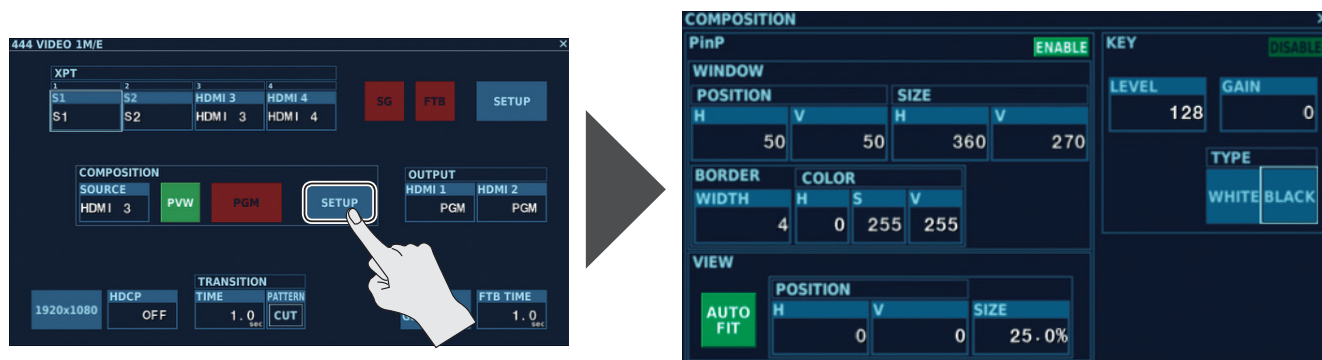 444 VIDEO 1M/E ×
XPT
1 2 3 4
S1 S2 HDMI 3 HDMI 4
S1 S2 HDMI 3 HDMI 4
SG FTB SETUP
COMPOSITION
SOURCE
HDMI 3
PVW PGM SETUP
OUTPUT
HDMI 1 HDMI 2
PGM PGM
1920x1080
HDCP
OFF
TRANSITION
TIME PATTERN
1.0 sec CUT
FTB TIME
1.0 sec
COMPOSITION
PinP ENABLE
WINDOW
POSITION SIZE
H V H V
50 50 360 270
BORDER COLOR
WIDTH H S V
4 0 255 255
VIEW
AUTO FIT
POSITION
H V SIZE
0 0 25.0%
KEY DISABLE
LEVEL GAIN
128 0
TYPE
WHITE BLACK